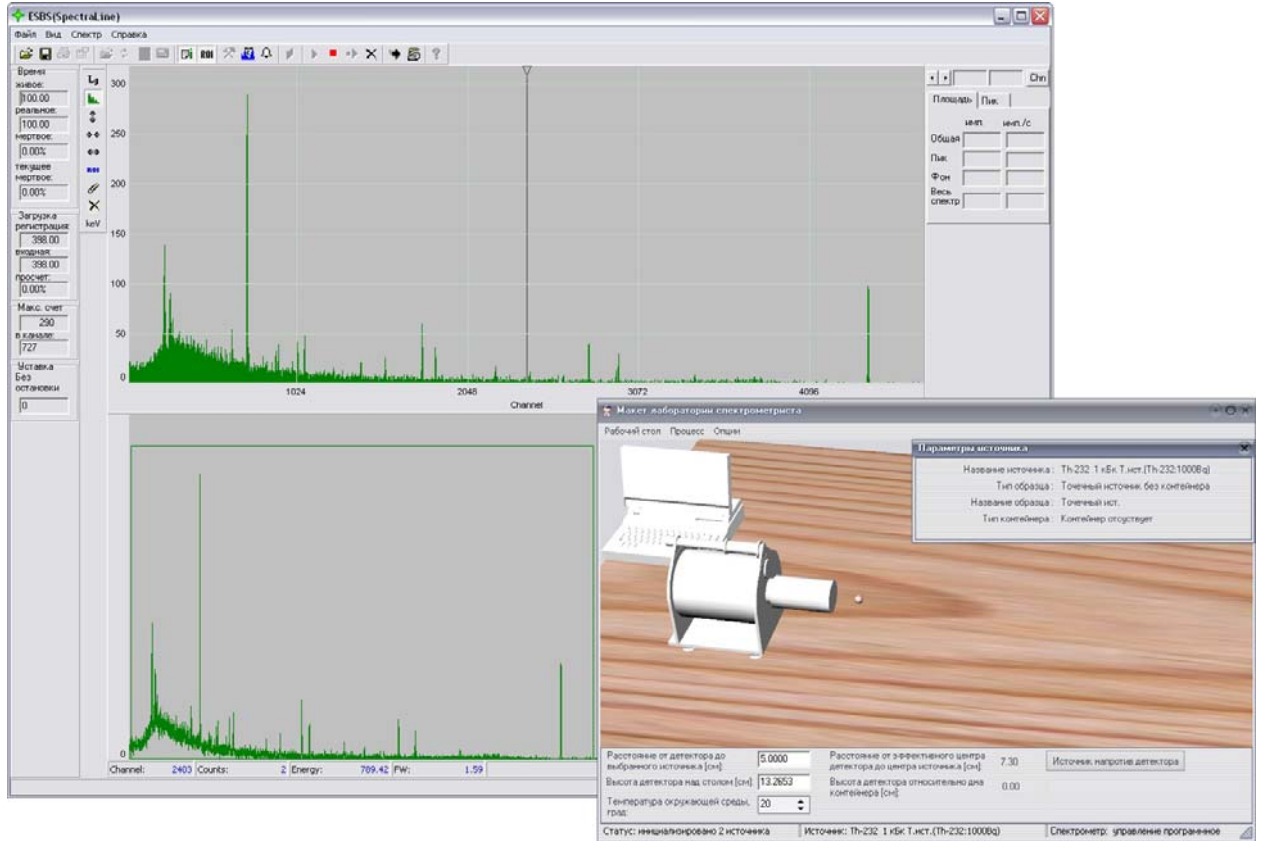 ESBS(SpectraLine)
Файл Вид Спектр Справка
ROI
Время
живое:
100.00
реальное:
100.00
мертвое:
0.00%
текущее
мертвое:
0.00%
Загрузка
регистрация:
398.00
входная:
398.00
просчет:
0.00%
Макс. счет
290
в канале:
727
Уставка
Без
остановки
0
Lg
ROI
keV
300
250
200
150
100
50
0
1024
2048
3072
4096
Channel
Chn
Площадь Пик
имп. имп./с
Общая
Пик
Фон
Весь
спектр
0
Channel: 2403 Counts: 2 Energy: 789.42 FW: 1.59
Макет лаборатории спектрометриста
Рабочий стол Процесс Опции
Параметры источника
Название источника : Th-232 1 кБк Т.ист.(Th-232:1000Bq)
Тип образца : Точечный источник без контейнера
Название образца : Точечный ист.
Тип контейнера : Контейнер отсуствует
Расстояние от детектора до
выбранного источника [см]: 5.0000
Высота детектора над столом [см]: 13.2653
Температура окружающей среды,
град: 20
Расстояние от эффективного центра
детектора до центра источника [см]: 7.30
Высота детектора относительно дна
контейнера [см]: 0.00
Источник напротив детектора
Статус: инициализировано 2 источника
Источник: Th-232 1 кБк Т.ист.(Th-232:1000Bq)
Спектрометр: управление программное